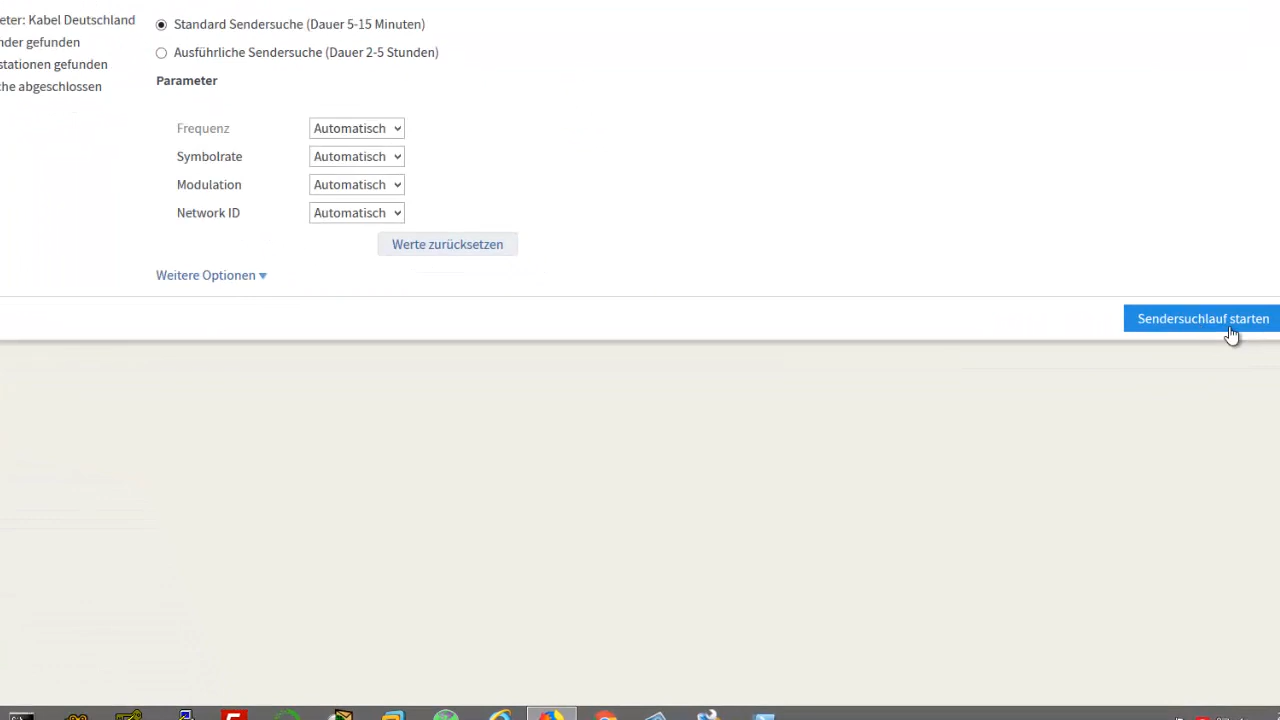 eter: Kabel Deutschland
nder gefunden
stationen gefunden
che abgeschlossen
Standard Sendersuche (Dauer 5-15 Minuten)
Ausführliche Sendersuche (Dauer 2-5 Stunden)
Parameter
Frequenz Automatisch
Symbolrate Automatisch
Modulation Automatisch
Network ID Automatisch
Werte zurücksetzen
Weitere Optionen
Sendersuchlauf starten